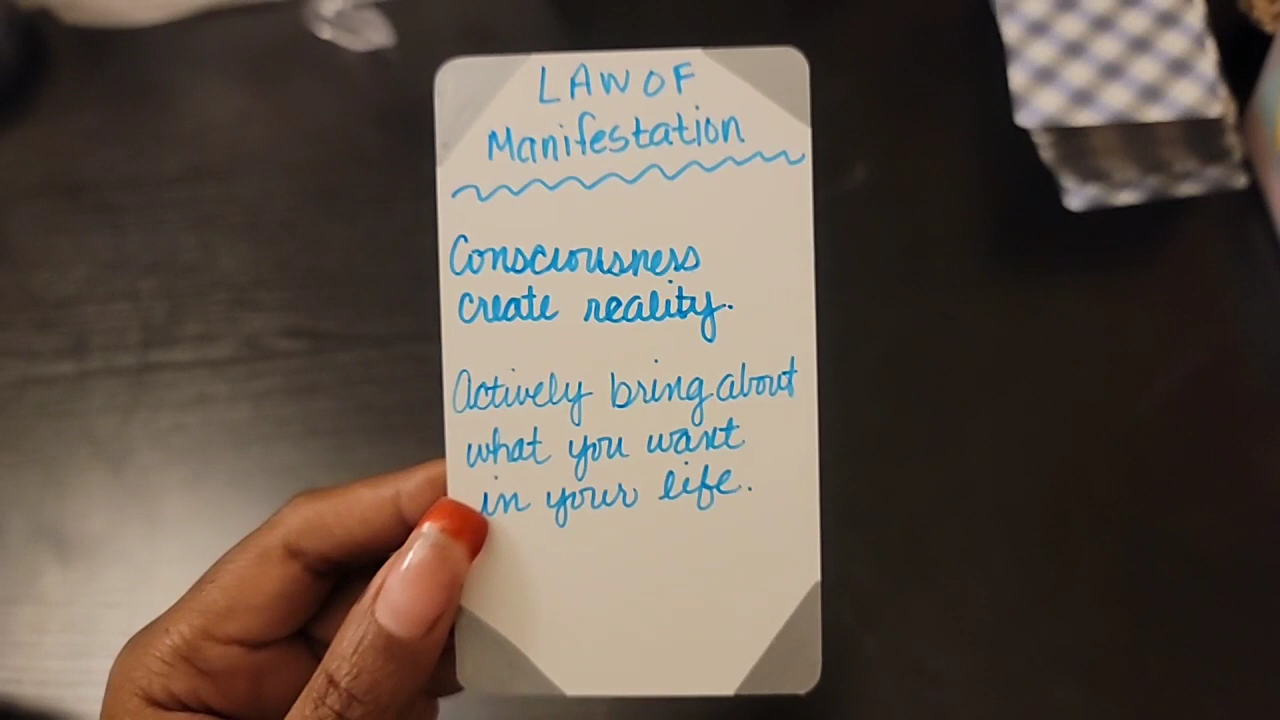 LAW OF
Manifestation
Consciousness
create reality.
Actively bring about
what you want
in your life.